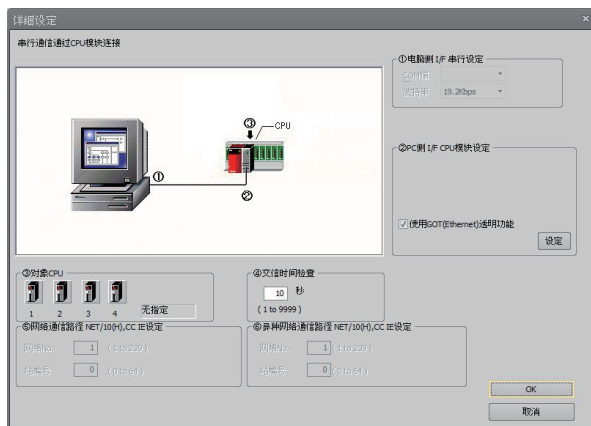 详细设定
串行通信通过CPU模块连接
CPU
①
②
③
①电脑侧 I/F 串行设定
COM端
波特率 19.2Kbps
②PC侧 I/F CPU模块设定
使用GOT(Ethernet)透明功能
设定
③对象CPU
1 2 3 4 无指定
④交信时间检查
10 秒
( 1 to 9999 )
⑤网络通信路径 NET/10(H),CC IE设定
网络No. 1 ( 1 to 239 )
站编号 0 ( 0 to 64 )
⑥异种网络通信路径 NET/10(H),CC IE设定
网络No. 1 ( 1 to 239 )
站编号 0 ( 0 to 64 )
OK
取消